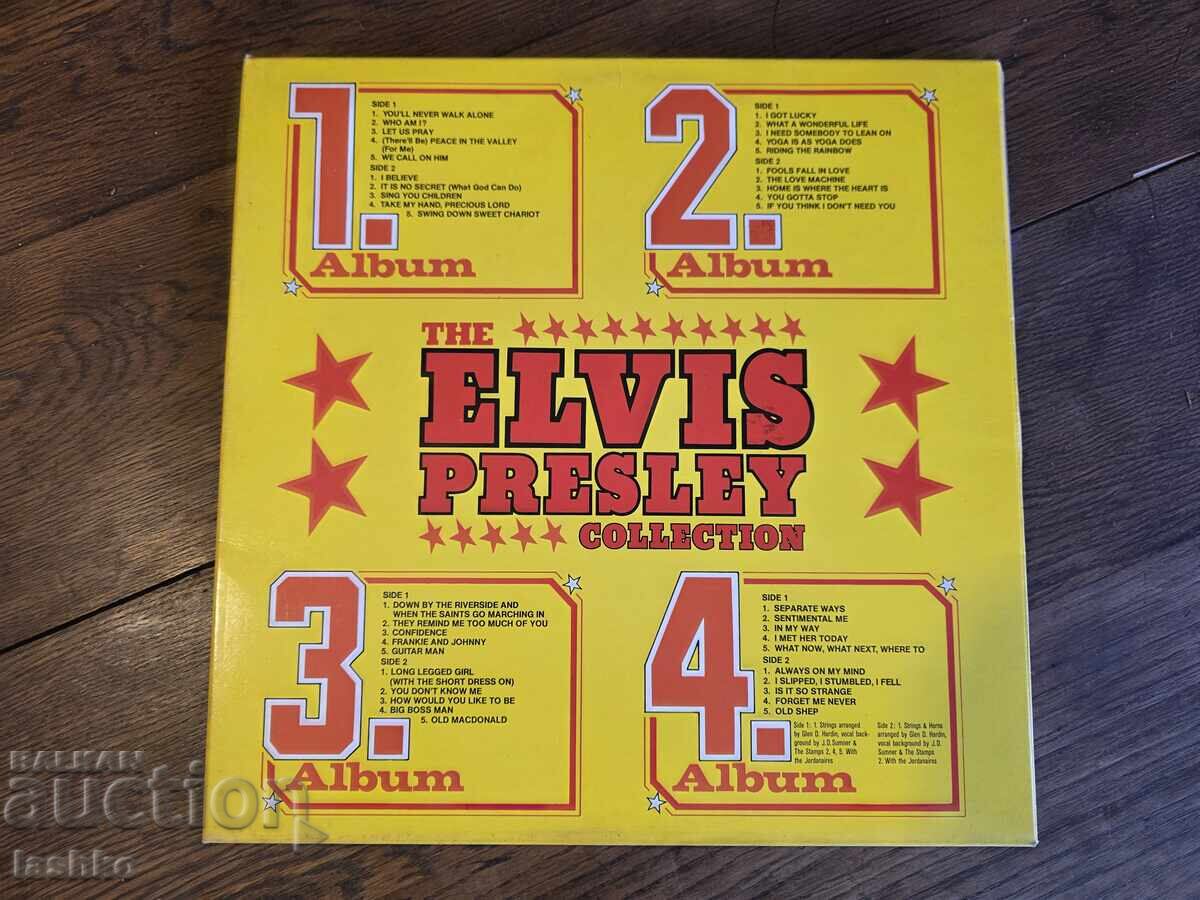 1.
SIDE 1
1. YOU'LL NEVER WALK ALONE
2. WHO AM I?
3. LET US PRAY
4. (There'll Be) PEACE IN THE VALLEY
(For Me)
5. WE CALL ON HIM
SIDE 2
1. I BELIEVE
2. IT IS NO SECRET (What God Can Do)
3. SING YOU CHILDREN
4. TAKE MY HAND, PRECIOUS LORD
5. SWING DOWN SWEET CHARIOT
Album
2.
SIDE 1
1. I GOT LUCKY
2. WHAT A WONDERFUL LIFE
3. I NEED SOMEBODY TO LEAN ON
4. YOGA IS AS YOGA DOES
5. RIDING THE RAINBOW
SIDE 2
1. FOOLS FALL IN LOVE
2. THE LOVE MACHINE
3. HOME IS WHERE THE HEART IS
4. YOU GOTTA STOP
5. IF YOU THINK I DON'T NEED YOU
Album
THE
ELVIS
PRESLEY
COLLECTION
3.
SIDE 1
1. DOWN BY THE RIVERSIDE AND
WHEN THE SAINTS GO MARCHING IN
2. THEY REMIND ME TOO MUCH OF YOU
3. CONFIDENCE
4. FRANKIE AND JOHNNY
5. GUITAR MAN
SIDE 2
1. LONG LEGGED GIRL
(WITH THE SHORT DRESS ON)
2. YOU DON'T KNOW ME
3. HOW WOULD YOU LIKE TO BE
4. BIG BOSS MAN
5. OLD MACDONALD
Album
4.
SIDE 1
1. SEPARATE WAYS
2. SENTIMENTAL ME
3. IN MY WAY
4. I MET HER TODAY
5. WHAT NOW, WHAT NEXT, WHERE TO
SIDE 2
1. ALWAYS ON MY MIND
2. I SLIPPED, I STUMBLED, I FELL
3. IS IT SO STRANGE
4. FORGET ME NEVER
5. OLD SHEP
Side 1: 1. Strings arranged
by Glen D. Hardin, vocal back-
ground by J.D. Sumner &
The Stamps 2, 4, 5. With
the Jordanaires
Side 2: 1. Strings & Horns
arranged by Glen D. Hardin,
vocal background by J.D.
Sumner & The Stamps
2. With the Jordanaires
Album
BALKAN
auction
lashko